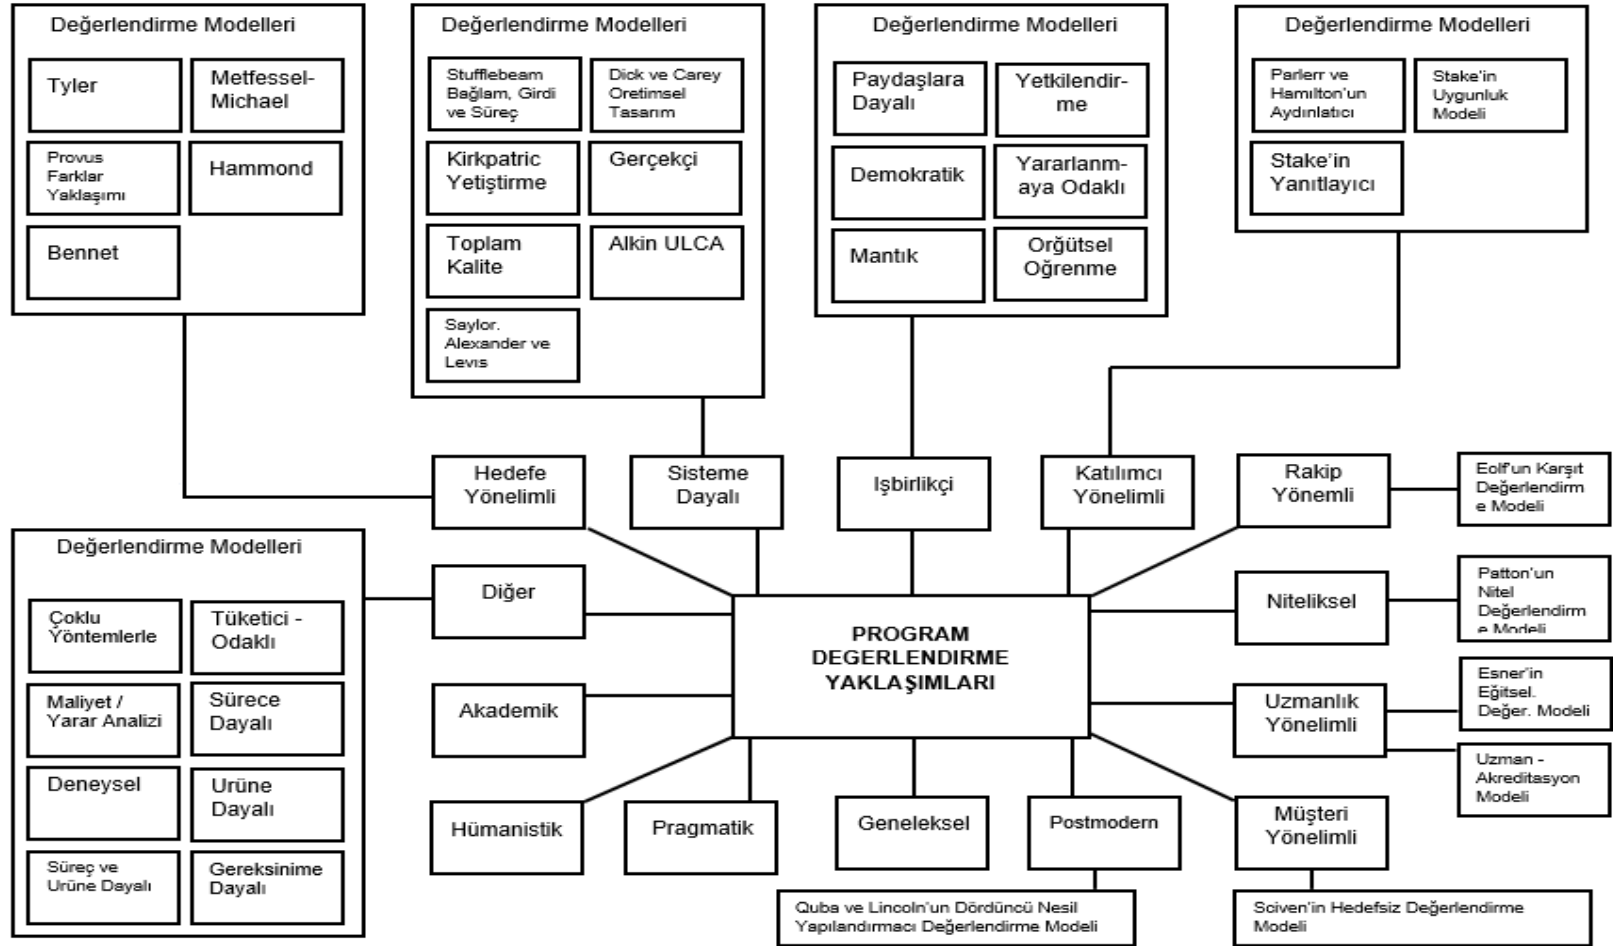 Değerlendirme Modelleri
Tyler
Metfessel-
Michael
Provus
Farklar
Yaklaşımı
Hammond
Bennet
Değerlendirme Modelleri
Stufflebeam
Bağlam, Girdi
ve Süreç
Dick ve Carey
Oretimsel
Tasarım
Kirkpatric
Yetiştirme
Gerçekçi
Toplam
Kalite
Alkin ULCA
Saylor.
Alexander ve
Levıs
Değerlendirme Modelleri
Paydaşlara
Dayalı
Yetkilendir-
me
Demokratik
Yararlanm-
aya Odaklı
Mantık
Orğütsel
Oğrenme
Değerlendirme Modelleri
Parlerr ve
Hamilton'un
Aydınlatıcı
Stake'in
Uygunluk
Modeli
Stake'in
Yanıtlayıcı
Hedefe
Yönelimli
Sisteme
Dayalı
Işbirlikçi
Katılımcı
Yönelimli
Rakip
Yönemli
Eolf'un Karşıt
Değerlendirm
e Modeli
Değerlendirme Modelleri
Çoklu
Yöntemlerle
Tüketici -
Odaklı
Maliyet /
Yarar Analizi
Sürece
Dayalı
Deneysel
Urüne
Dayalı
Süreç ve
Urüne Dayalı
Gereksinime
Dayalı
Diğer
Akademik
PROGRAM
DEGERLENDIRME
YAKLAŞIMLARI
Niteliksel
Patton'un
Nitel
Değerlendirm
e Modeli
Uzmanlık
Yönelimli
Esner'in
Eğitsel.
Değer. Modeli
Uzman -
Akreditasyon
Modeli
Hümanistik
Pragmatik
Geneleksel
Postmodern
Müşteri
Yönelimli
Quba ve Lincoln'un Dördüncü Nesil
Yapılandırmacı Değerlendirme Modeli
Sciven'in Hedefsiz Değerlendirme
Modeli